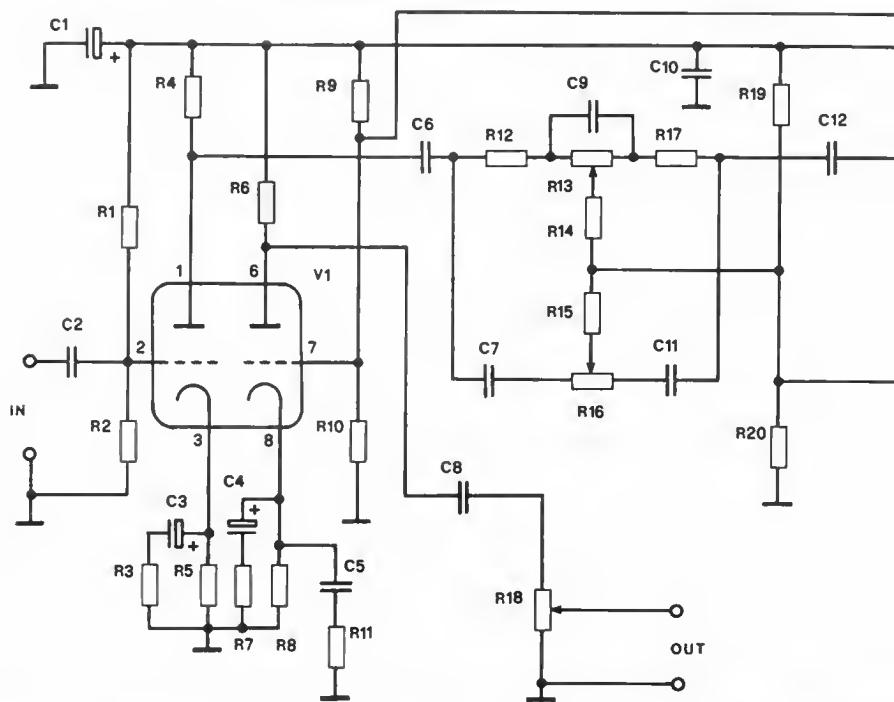 C1
+
R4
R9
C10
R19
C9
C6
R12
R17
C12
R13
R6
R1
R14
1
6
V1
R15
C2
2
7
C7
C11
IN
R16
R2
3
8
R10
R20
C8
C4
C3
+
+
C5
R3
R5
R18
R11
R7
R8
OUT